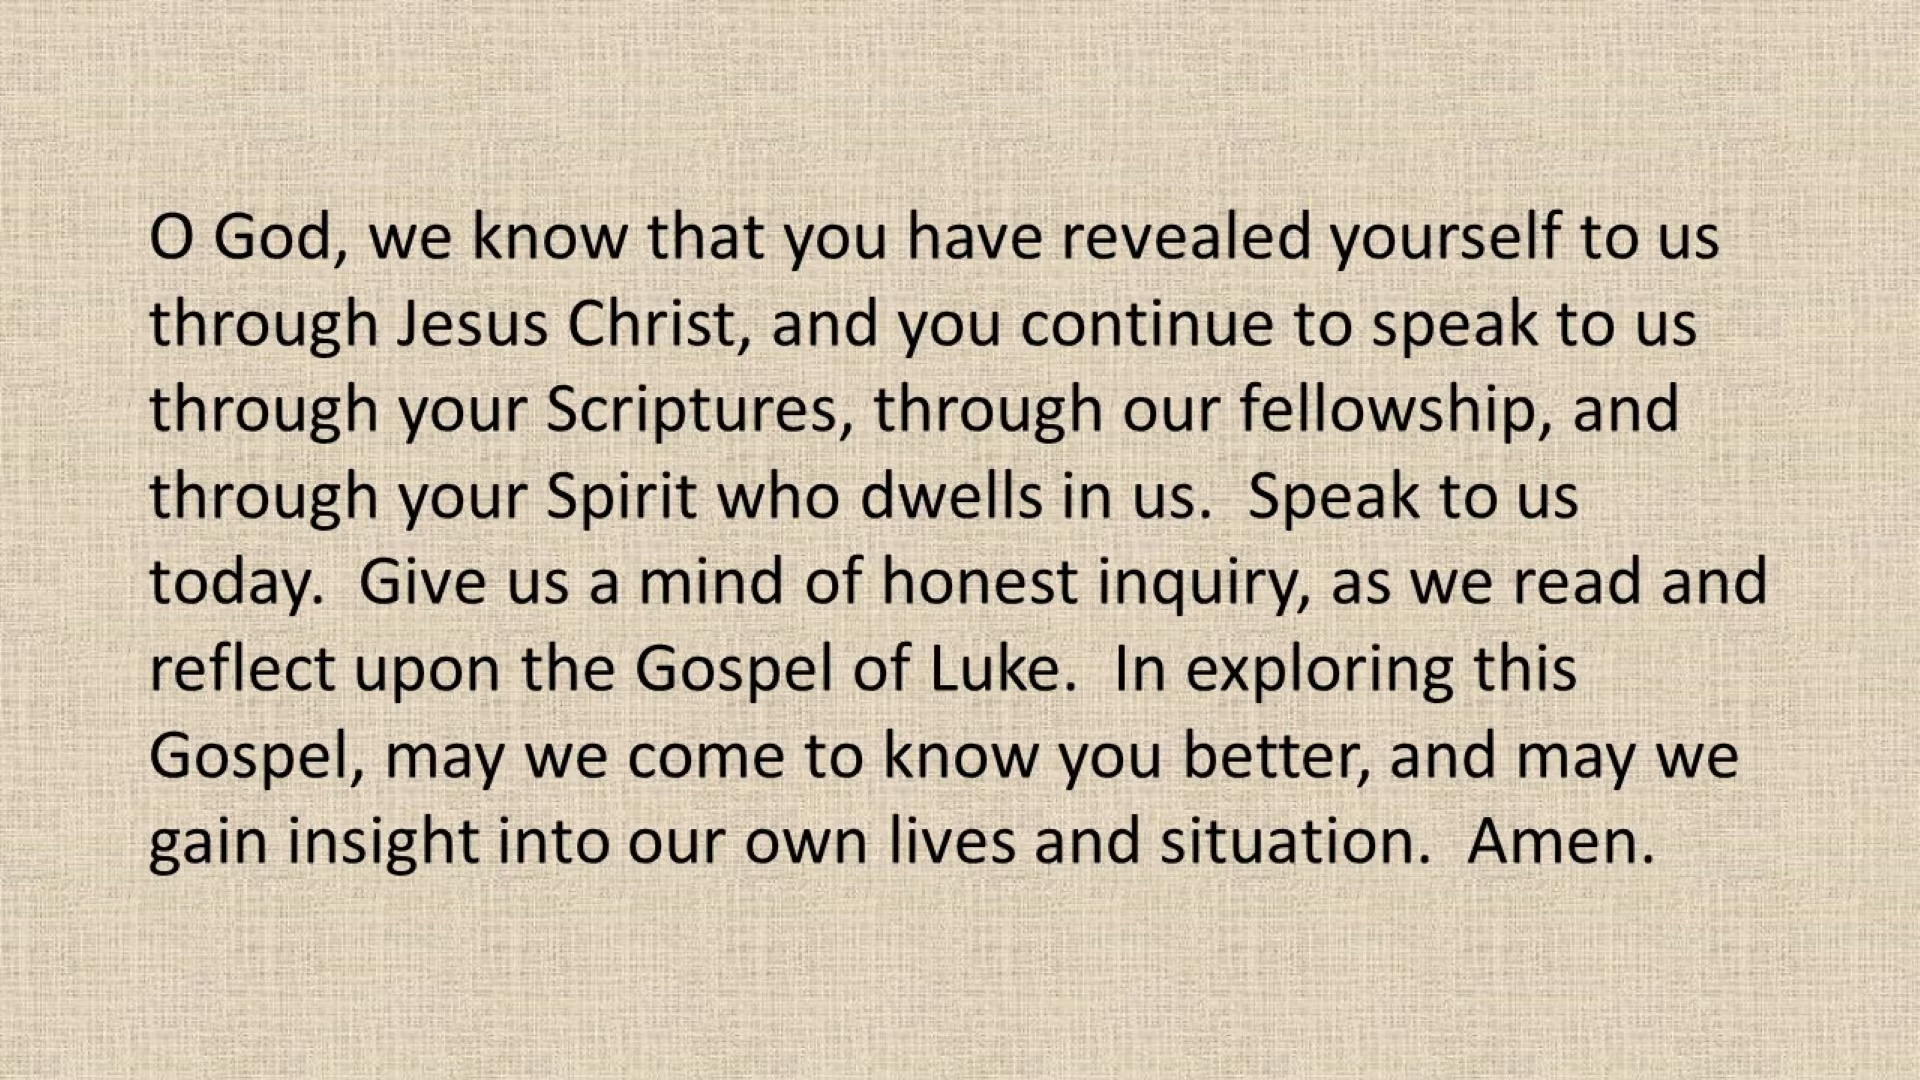 O God, we know that you have revealed yourself to us
through Jesus Christ, and you continue to speak to us
through your Scriptures, through our fellowship, and
through your Spirit who dwells in us.  Speak to us
today.  Give us a mind of honest inquiry, as we read and
reflect upon the Gospel of Luke.  In exploring this
Gospel, may we come to know you better, and may we
gain insight into our own lives and situation.  Amen.